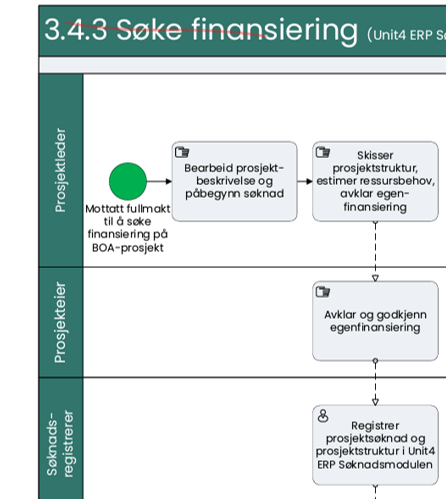 3.4.3 Søke finansiering (Unit4 ERP
Prosjektleder
Mottatt fullmakt
til å søke
finansiering på
BOA-prosjekt
Bearbeid prosjekt-
beskrivelse og
påbegynn søknad
Skisser
prosjektstruktur,
estimer ressursbehov,
avklar egen-
finansiering
Prosjekteier
Avklar og godkjenn
egenfinansiering
Søknads-
registrerer
Registrer
prosjektsøknad og
prosjektstruktur i Unit4
ERP Søknadsmodulen